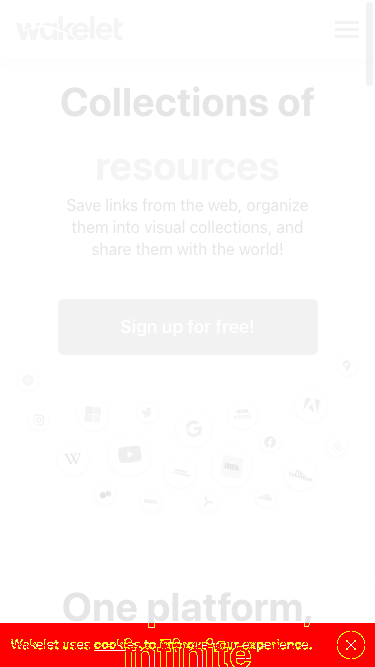 wakelet
Collections of
resources
Save links from the web, organize
them into visual collections, and
share them with the world!
Sign up for free!
One platform,
infinite
Wakelet uses cookies to improve your experience.